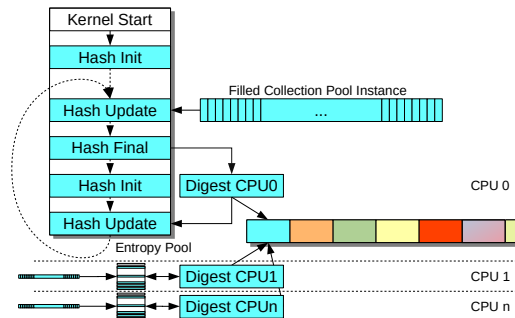 Kernel Start
Hash Init
Filled Collection Pool Instance
Hash Update
...
Hash Final
Hash Init
Digest CPU0
CPU 0
Hash Update
Entropy Pool
Digest CPU1
CPU 1
Digest CPUn
CPU n